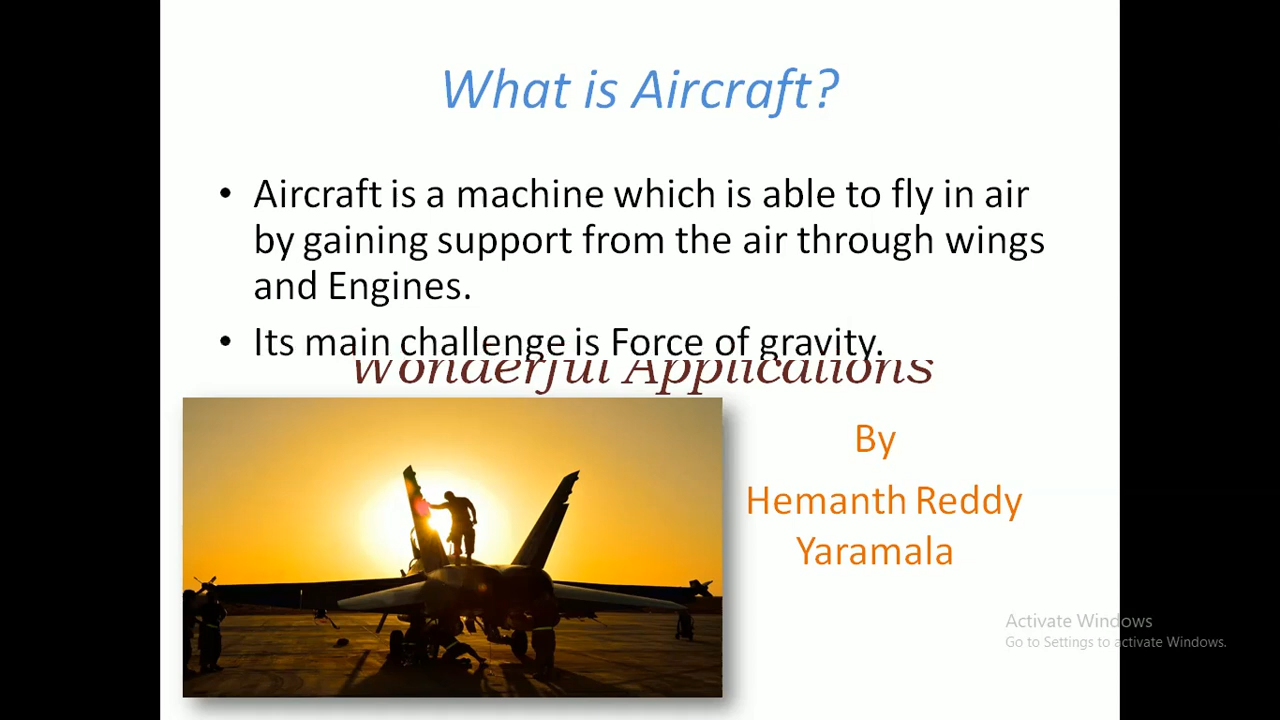 What is Aircraft?
• Aircraft is a machine which is able to fly in air
by gaining support from the air through wings
and Engines.
• Its main challenge is Force of gravity.
Wonderful Applications
By
Hemanth Reddy
Yaramala
Activate Windows
Go to Settings to activate Windows.